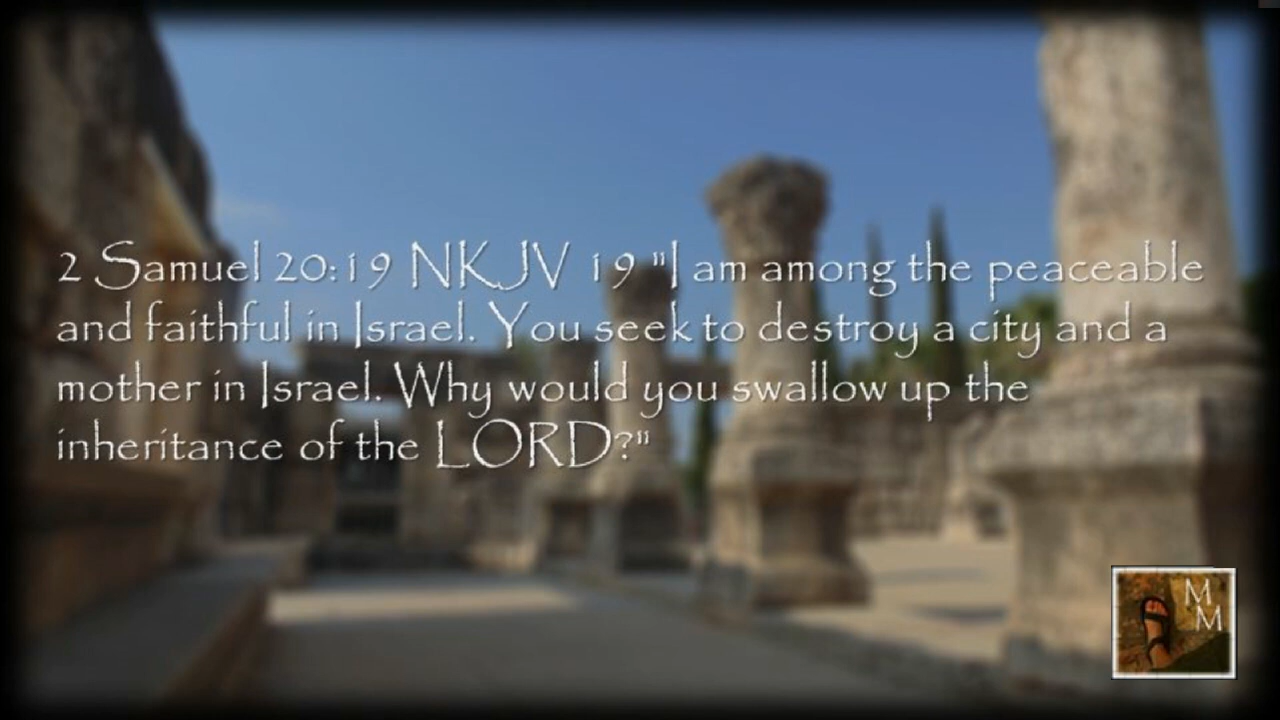 2 Samuel 20:19 NKJV 19 "I am among the peaceable
and faithful in Israel. You seek to destroy a city and a
mother in Israel. Why would you swallow up the
inheritance of the LORD?"
M
M